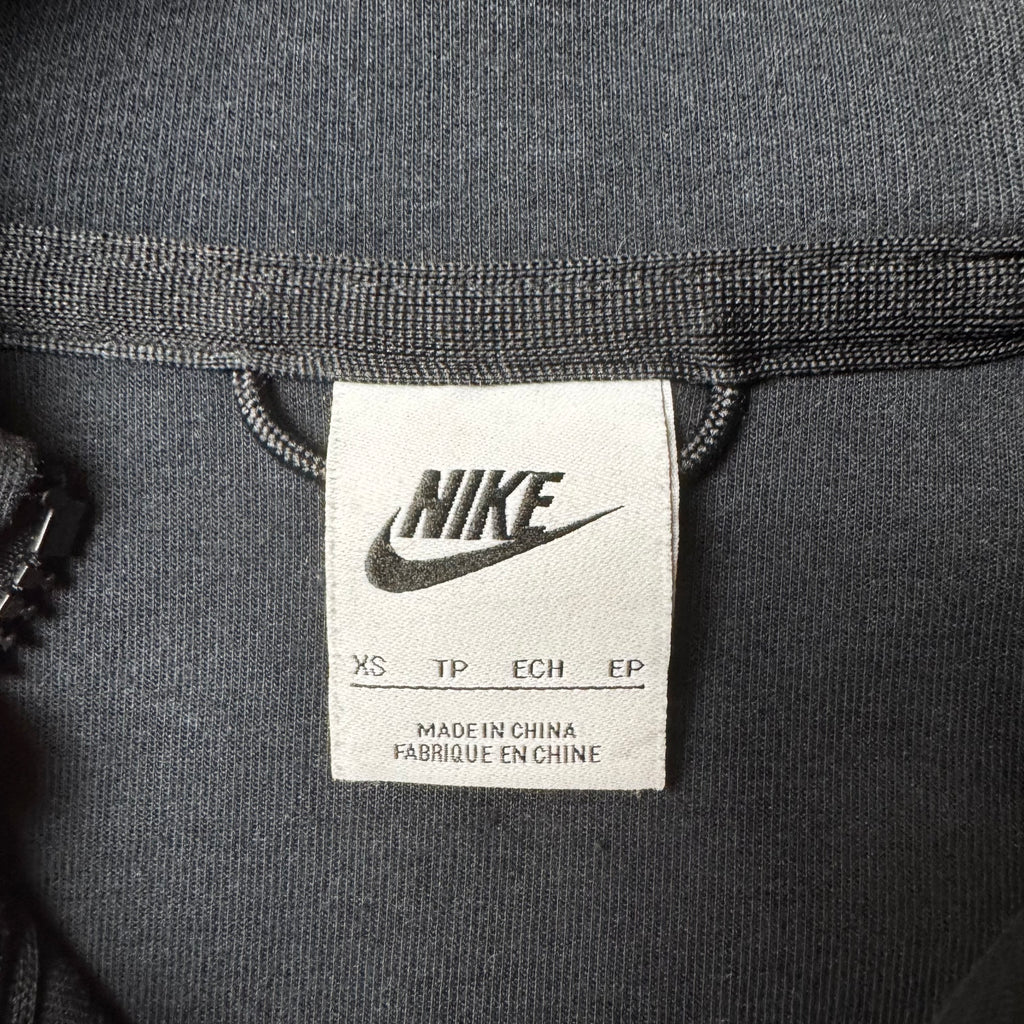 NIKE
XS TP ECH EP
MADE IN CHINA
FABRIQUE EN CHINE